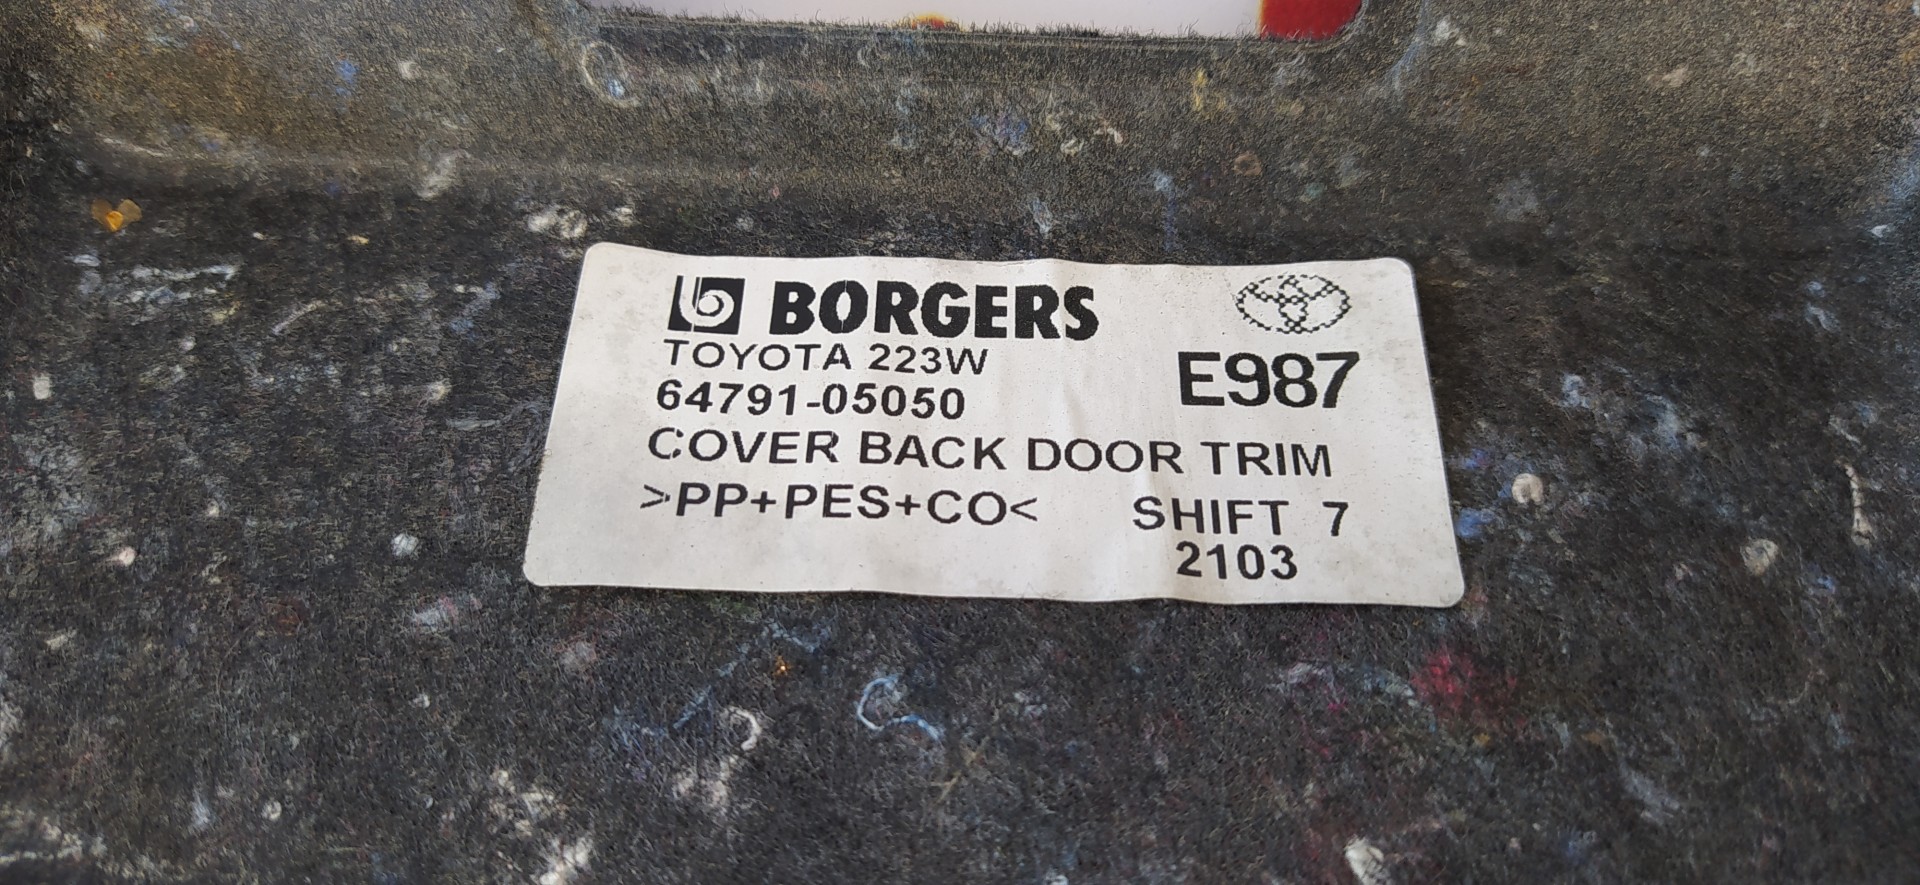 BORGERS
TOYOTA 223W
E987
64791-05050
COVER BACK DOOR TRIM
>PP+PES+CO< SHIFT 7
2103